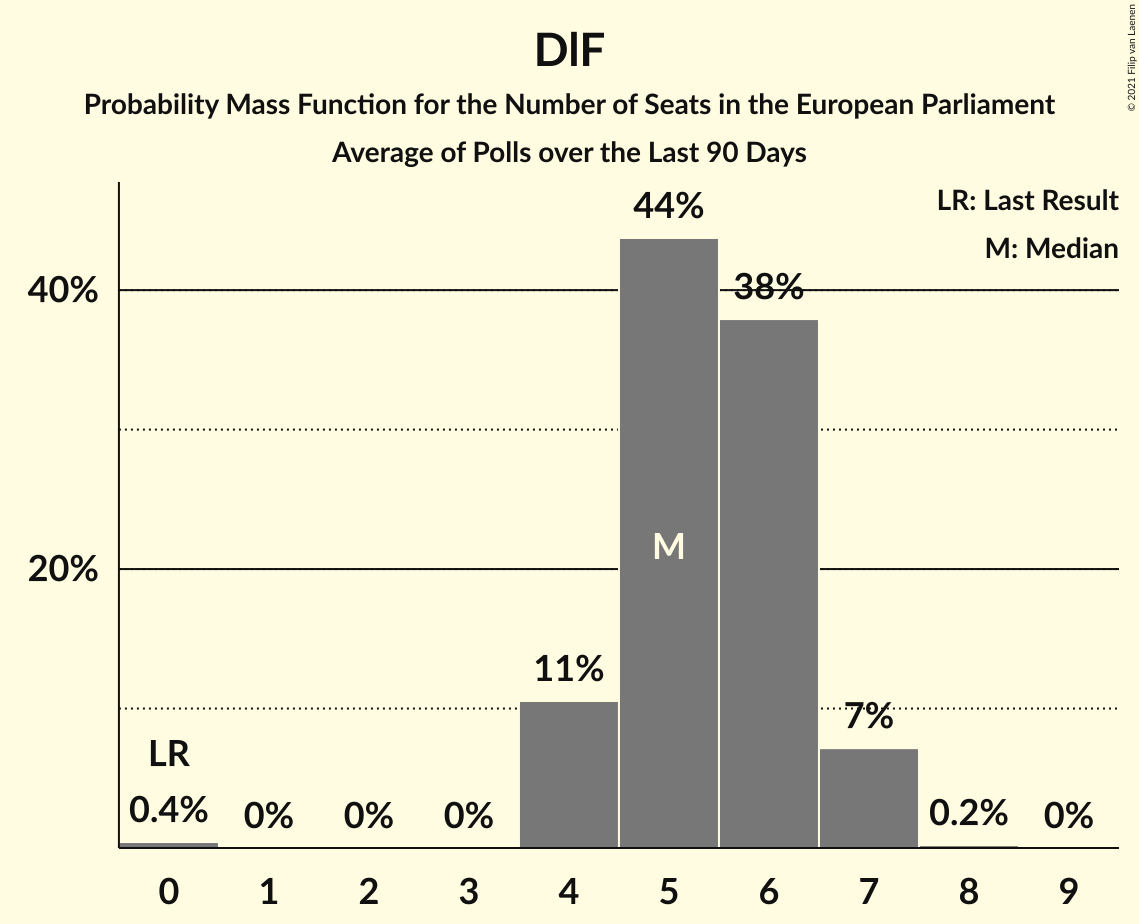 DlF
Probability Mass Function for the Number of Seats in the European Parliament
Average of Polls over the Last 90 Days
© 2021 Filip van Laenen
LR: Last Result
M: Median
40%
20%
44%
38%
M
11%
7%
LR
0.4%
0%
0%
0%
0.2%
0%
0 1 2 3 4 5 6 7 8 9